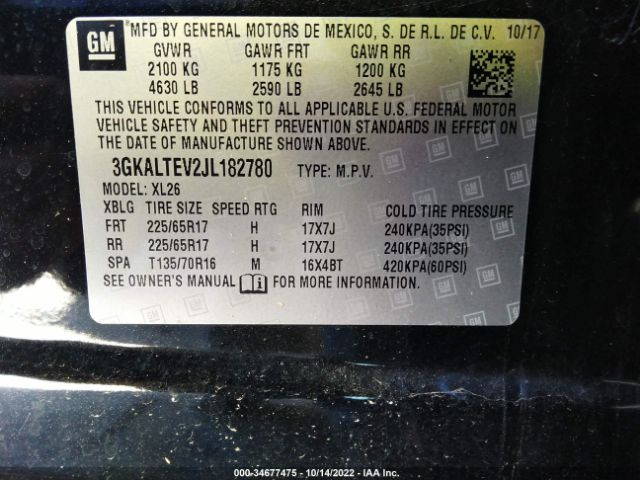 GM MFD BY GENERAL MOTORS DE MEXICO, S. DE R.L. DE C.V. 10/17
GVWR GAWR FRT GAWR RR
2100 KG 1175 KG 1200 KG
4630 LB 2590 LB 2645 LB
THIS VEHICLE CONFORMS TO ALL APPLICABLE U.S. FEDERAL MOTOR
VEHICLE SAFETY AND THEFT PREVENTION STANDARDS IN EFFECT ON
THE DATE OF MANUFACTURE SHOWN ABOVE.
3GKALTEV2JL182780 TYPE: M.P.V.
MODEL: XL26
XBLG TIRE SIZE SPEED RTG RIM COLD TIRE PRESSURE
FRT 225/65R17 H 17X7J 240KPA(35PSI)
RR 225/65R17 H 17X7J 240KPA(35PSI)
SPA T135/70R16 M 16X4BT 420KPA(60PSI)
SEE OWNER'S MANUAL FOR MORE INFORMATION.
000-34677475 - 10/14/2022 - IAA Inc.